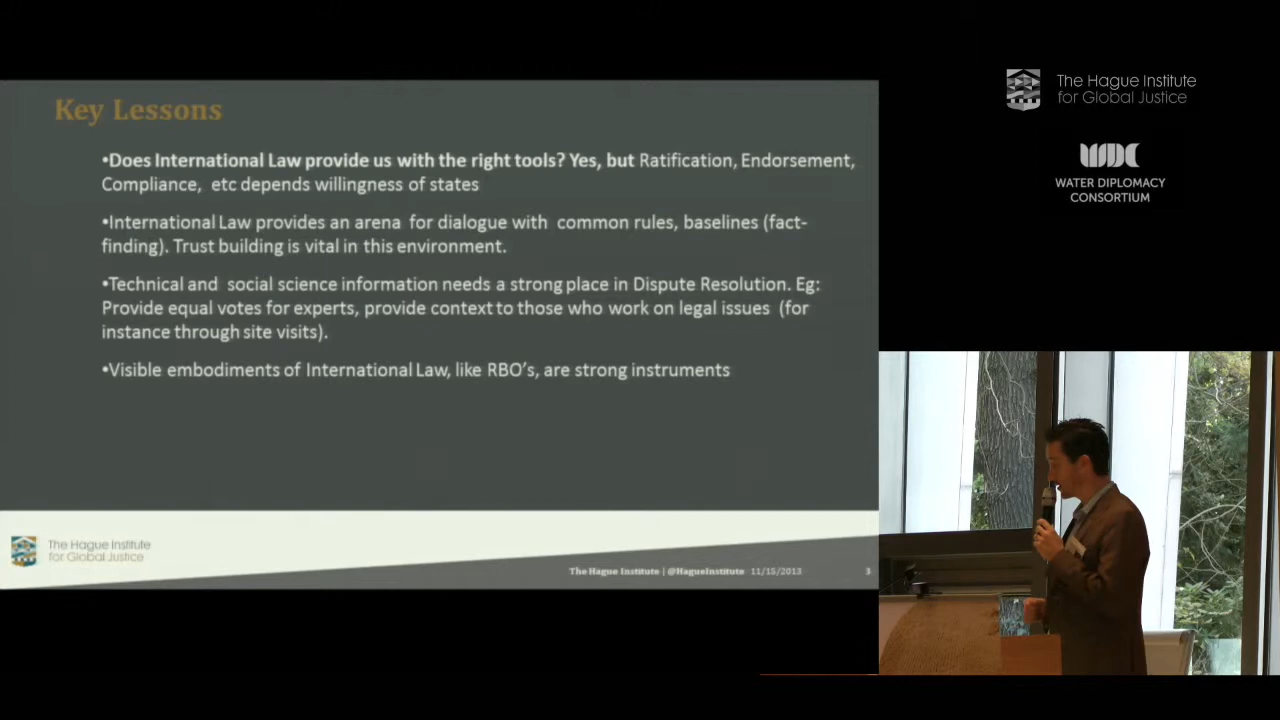 Key Lessons
•Does International Law provide us with the right tools? Yes, but Ratification, Endorsement,
Compliance, etc depends willingness of states
•International Law provides an arena for dialogue with common rules, baselines (fact-
finding). Trust building is vital in this environment.
•Technical and social science information needs a strong place in Dispute Resolution. Eg:
Provide equal votes for experts, provide context to those who work on legal issues (for
instance through site visits).
•Visible embodiments of International Law, like RBO's, are strong instruments
The Hague Institute
for Global Justice
The Hague Institute | @HagueInstitute 11/15/2013 3
The Hague Institute
for Global Justice
WDC
WATER DIPLOMACY
CONSORTIUM